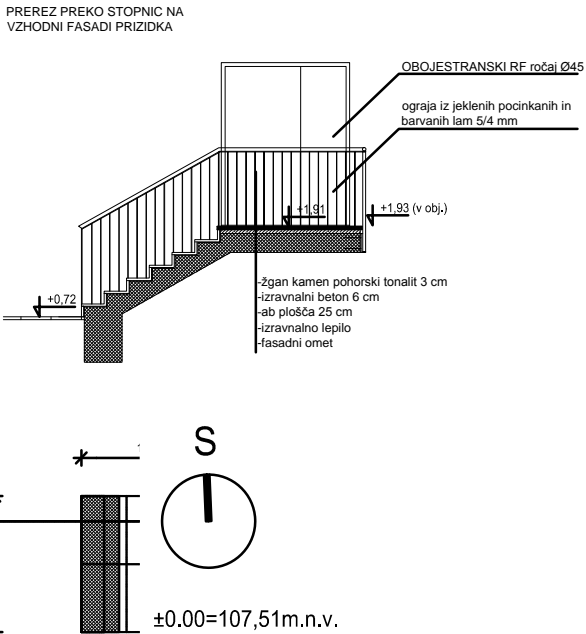 PREREZ PREKO STOPNIC NA
VZHODNI FASADI PRIZIDKA
OBOJESTRANSKI RF ročaj Ø45
ograja iz jeklenih pocinkanih in
barvanih lam 5/4 mm
+1,91
+1,93 (v obj.)
+0,72
-žgan kamen pohorski tonalit 3 cm
-izravnalni beton 6 cm
-ab plošča 25 cm
-izravnalno lepilo
-fasadni omet
S
±0.00=107,51m.n.v.